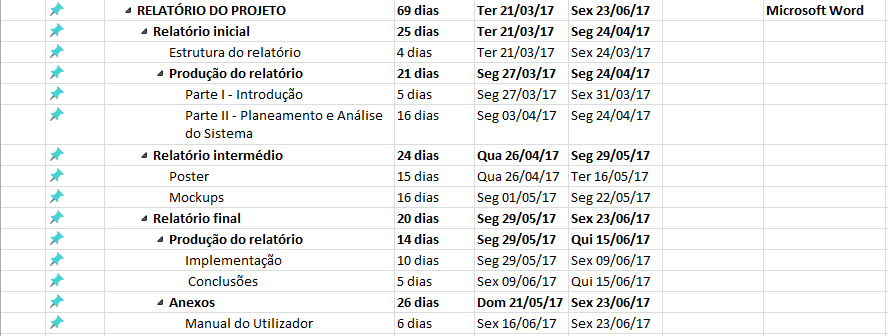 RELATÓRIO DO PROJETO 69 dias Ter 21/03/17 Sex 23/06/17 Microsoft Word
Relatório inicial 25 dias Ter 21/03/17 Seg 24/04/17
Estrutura do relatório 4 dias Ter 21/03/17 Sex 24/03/17
Produção do relatório 21 dias Seg 27/03/17 Seg 24/04/17
Parte I - Introdução 5 dias Seg 27/03/17 Sex 31/03/17
Parte II - Planeamento e Análise 16 dias Seg 03/04/17 Seg 24/04/17
do Sistema
Relatório intermédio 24 dias Qua 26/04/17 Seg 29/05/17
Poster 15 dias Qua 26/04/17 Ter 16/05/17
Mockups 16 dias Seg 01/05/17 Seg 22/05/17
Relatório final 20 dias Seg 29/05/17 Sex 23/06/17
Produção do relatório 14 dias Seg 29/05/17 Qui 15/06/17
Implementação 10 dias Seg 29/05/17 Sex 09/06/17
Conclusões 5 dias Sex 09/06/17 Qui 15/06/17
Anexos 26 dias Dom 21/05/17 Sex 23/06/17
Manual do Utilizador 6 dias Sex 16/06/17 Sex 23/06/17